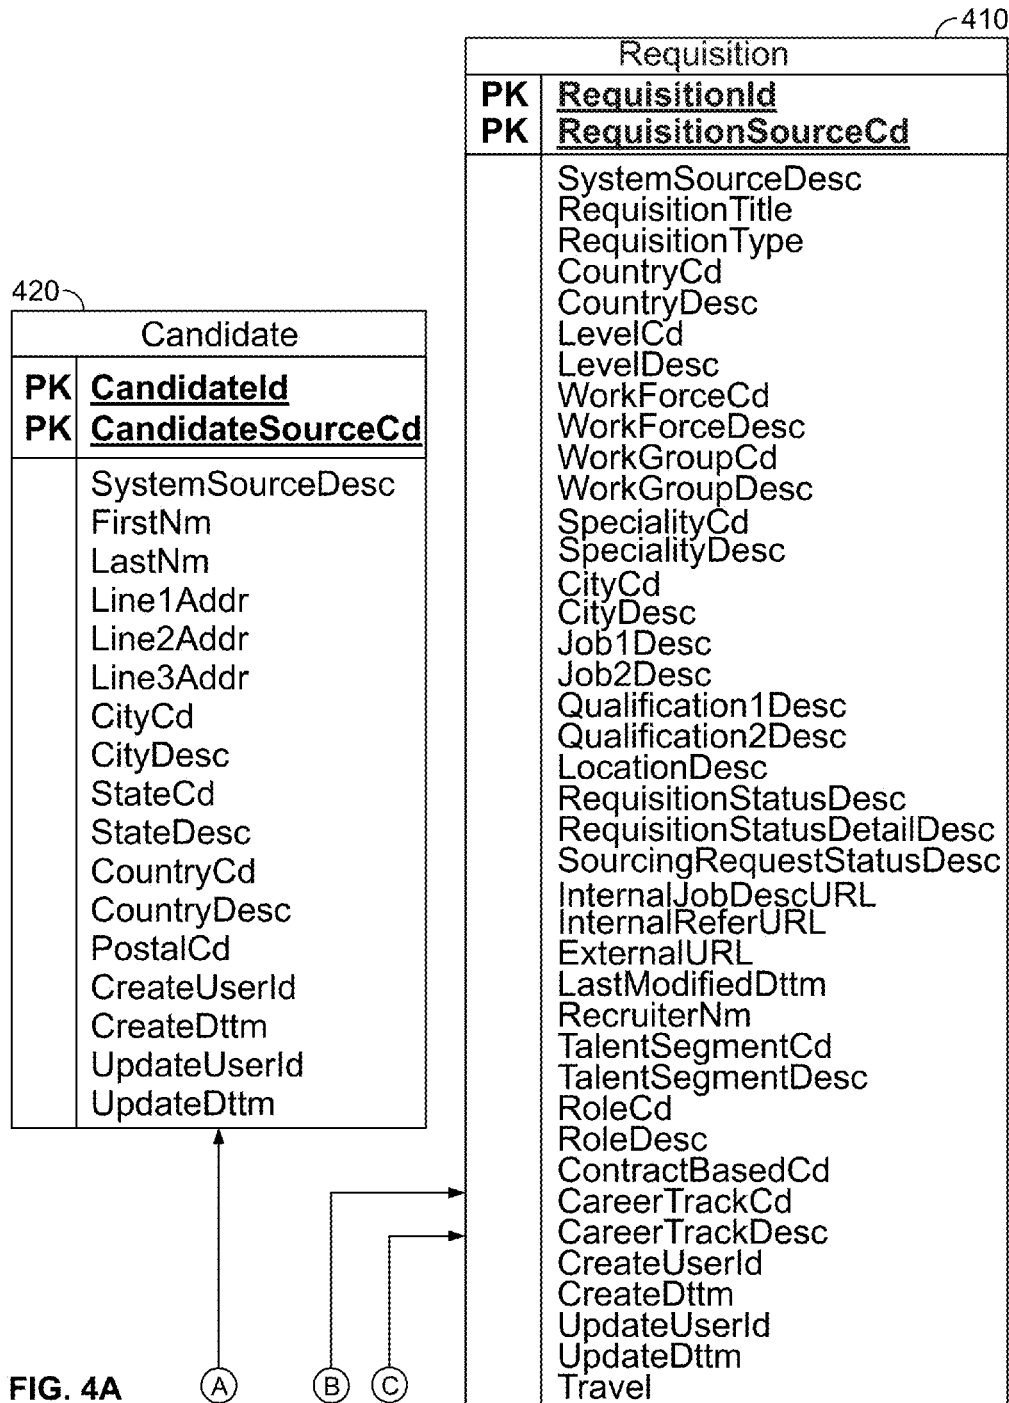 410
Requisition
PK RequisitionId
PK RequisitionSourceCd
SystemSourceDesc
RequisitionTitle
RequisitionType
CountryCd
CountryDesc
LevelCd
LevelDesc
WorkForceCd
WorkForceDesc
WorkGroupCd
WorkGroupDesc
SpecialityCd
SpecialityDesc
CityCd
CityDesc
Job1Desc
Job2Desc
Qualification1Desc
Qualification2Desc
LocationDesc
RequisitionStatusDesc
RequisitionStatusDetailDesc
SourcingRequestStatusDesc
InternalJobDescURL
InternalReferURL
ExternalURL
LastModifiedDttm
RecruiterNm
TalentSegmentCd
TalentSegmentDesc
RoleCd
RoleDesc
ContractBasedCd
CareerTrackCd
CareerTrackDesc
CreateUserId
CreateDttm
UpdateUserId
UpdateDttm
Travel
420
Candidate
PK CandidateId
PK CandidateSourceCd
SystemSourceDesc
FirstNm
LastNm
Line1Addr
Line2Addr
Line3Addr
CityCd
CityDesc
StateCd
StateDesc
CountryCd
CountryDesc
PostalCd
CreateUserId
CreateDttm
UpdateUserId
UpdateDttm
FIG. 4A
A
B
C